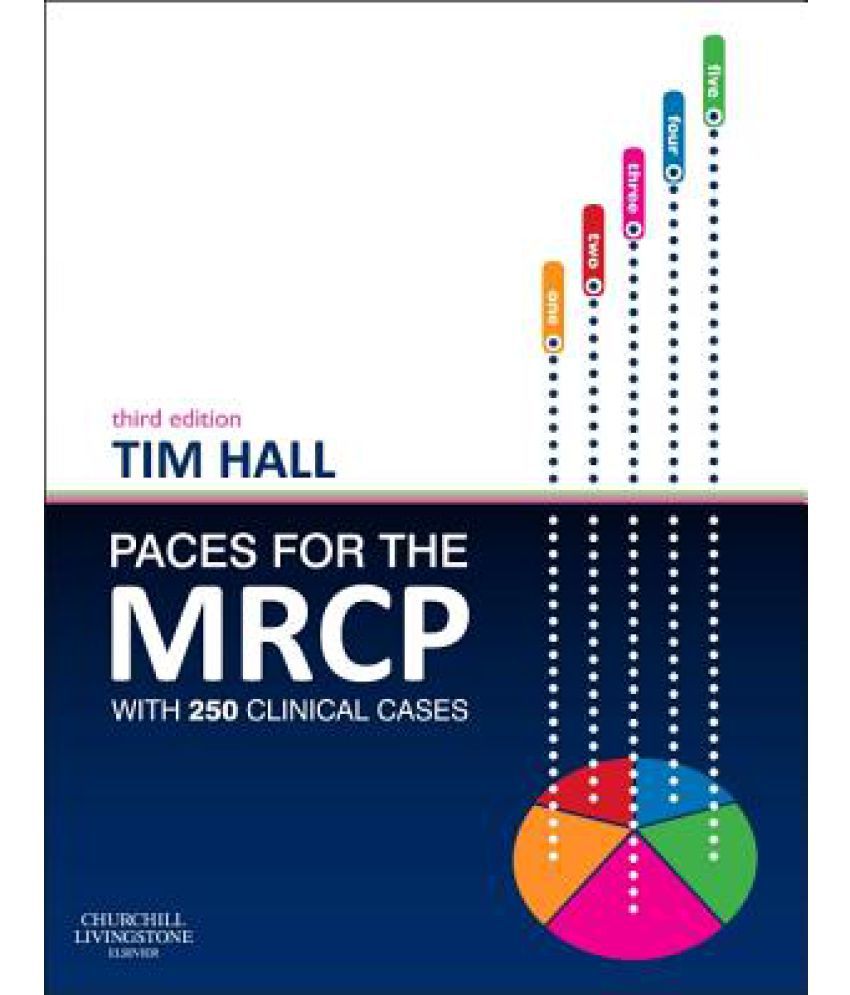 five
four
three
two
one
third edition
TIM HALL
PACES FOR THE
MRCP
WITH 250 CLINICAL CASES
CHURCHILL
LIVINGSTONE
ELSEVIER